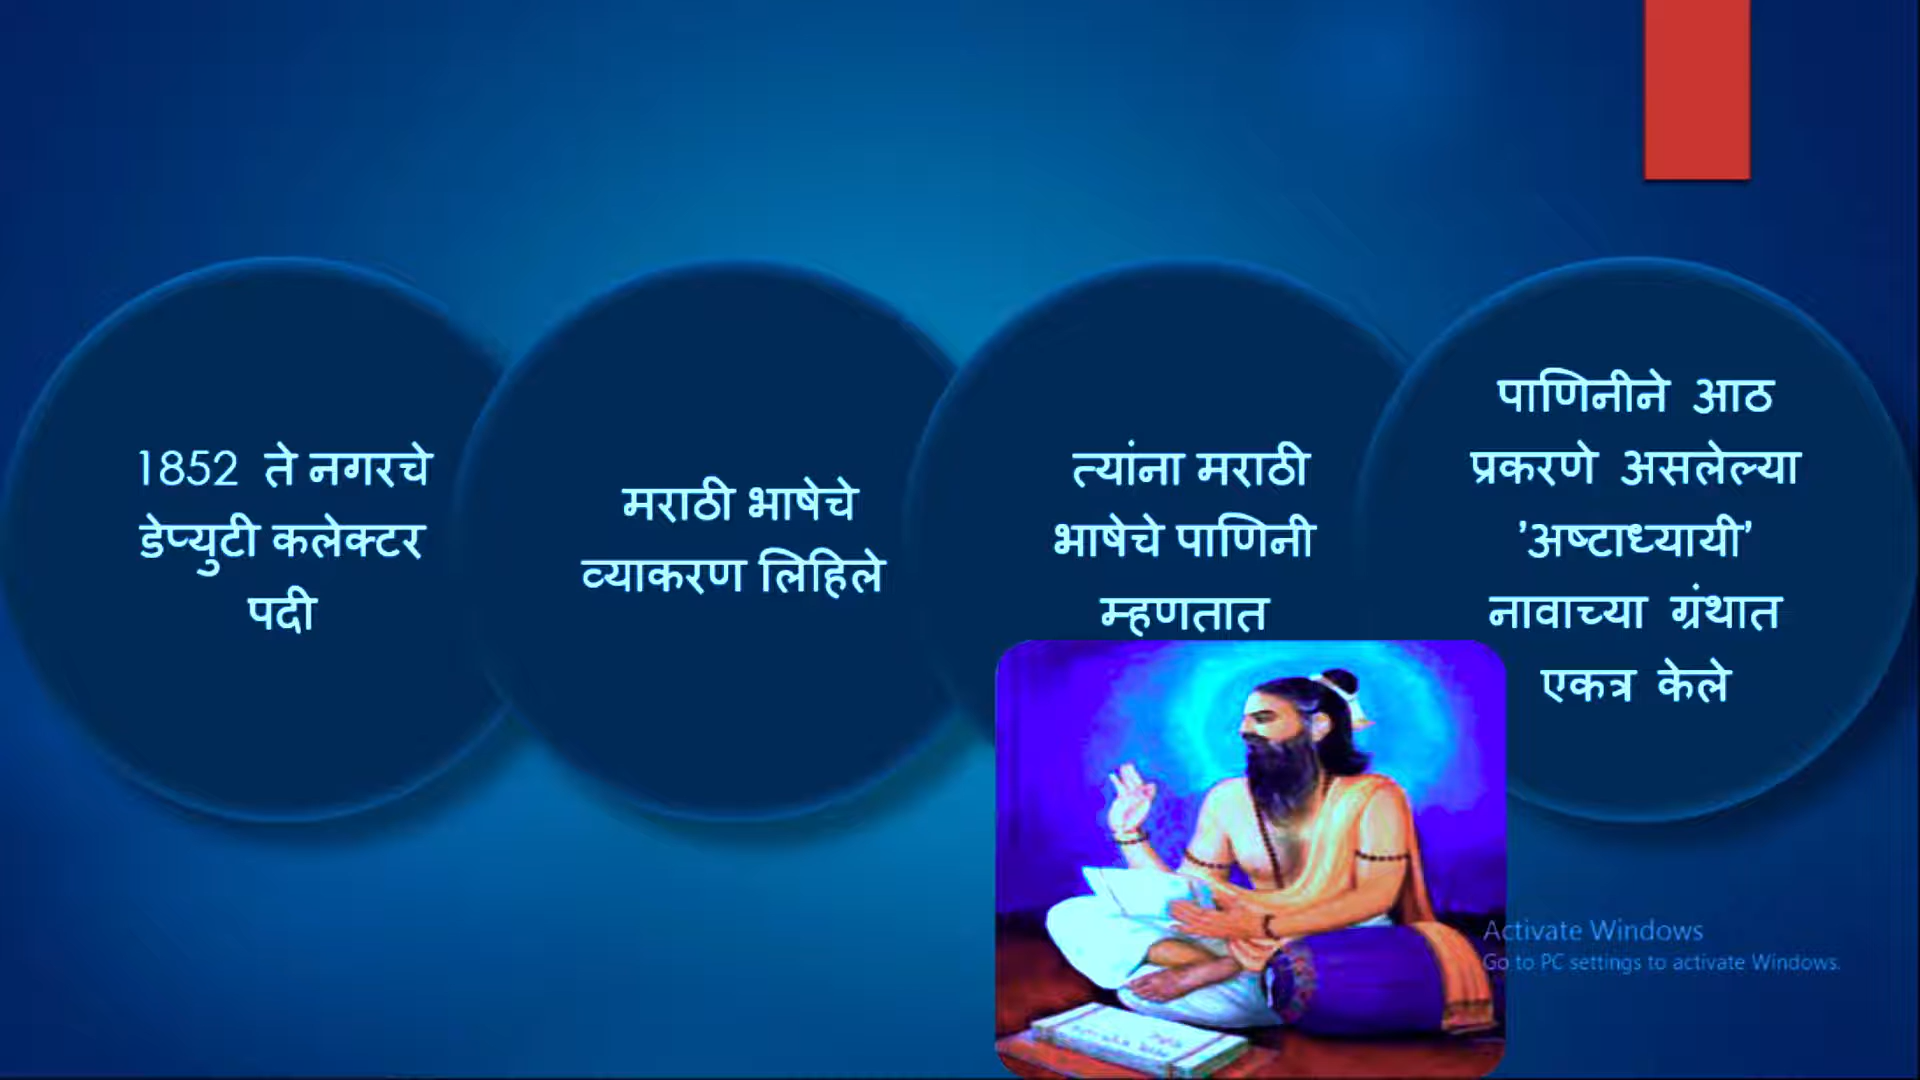 1852 ते नगरचे
डेप्युटी कलेक्टर
पदी
मराठी भाषेचे
व्याकरण लिहिले
त्यांना मराठी
भाषेचे पाणिनी
म्हणतात
पाणिनीने आठ
प्रकरणे असलेल्या
'अष्टाध्यायी'
नावाच्या ग्रंथात
एकत्र केले
Activate Windows
Go to PC settings to activate Windows.